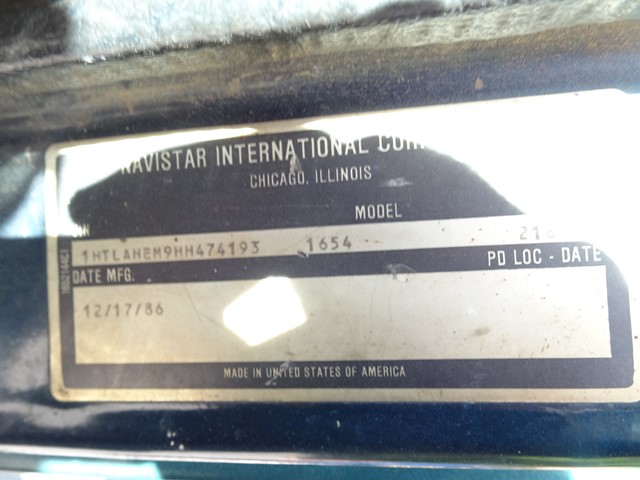 NAVISTAR INTERNATIONAL
CHICAGO, ILLINOIS
MODEL
1HTLAHEM9HH474193 1654
PD LOC - DATE
DATE MFG.
12/17/86
MADE IN UNITED STATES OF AMERICA